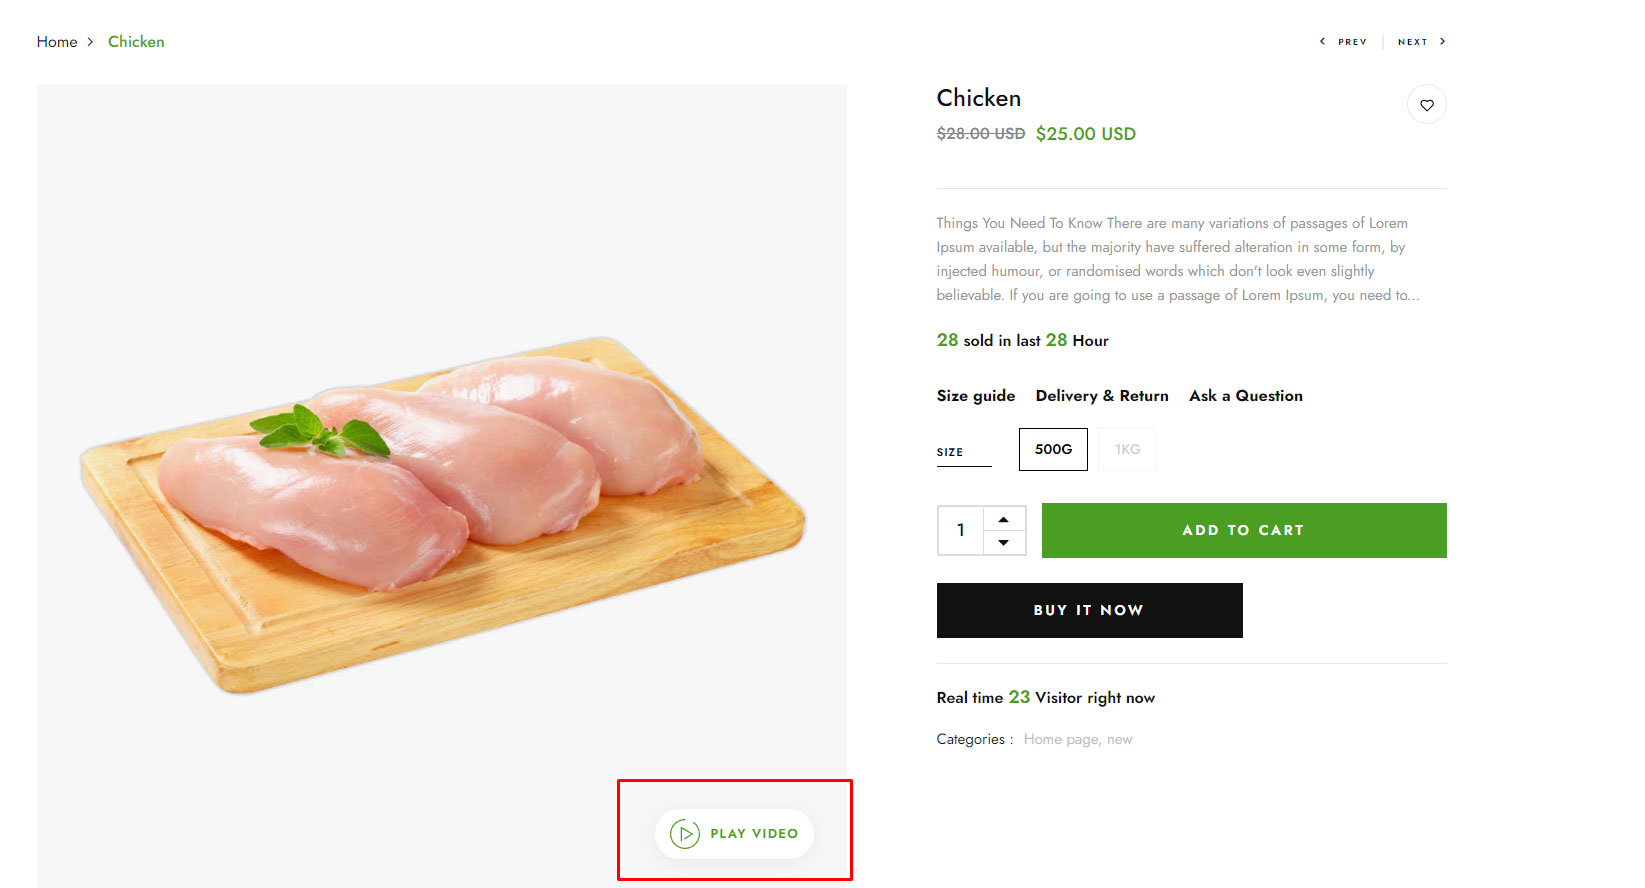 Home > Chicken
< PREV | NEXT >
Chicken
$28.00 USD $25.00 USD
Things You Need To Know There are many variations of passages of Lorem
Ipsum available, but the majority have suffered alteration in some form, by
injected humour, or randomised words which don't look even slightly
believable. If you are going to use a passage of Lorem Ipsum, you need to...
28 sold in last 28 Hour
Size guide Delivery & Return Ask a Question
SIZE 500G 1KG
1 ADD TO CART
BUY IT NOW
Real time 23 Visitor right now
Categories : Home page, new
PLAY VIDEO